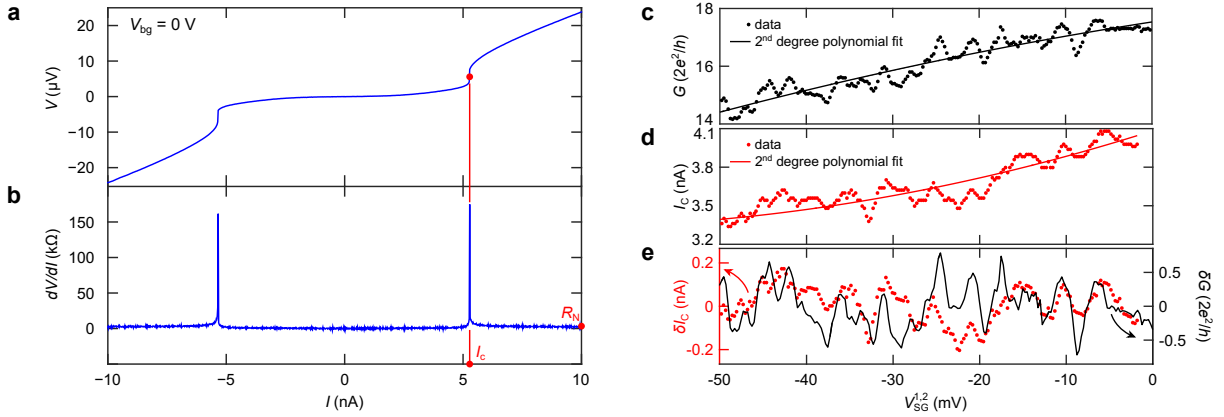 a
V_bg = 0 V
V (μV)
20
10
0
−10
−20
b
dV/dI (kΩ)
150
100
50
0
R_N
I_c
−10
−5
0
5
10
I (nA)
c
18
16
14
G (2e²/h)
data
2nd degree polynomial fit
d
4.1
3.8
3.5
3.2
I_C (nA)
data
2nd degree polynomial fit
e
0.2
0
-0.2
δI_C (nA)
0.5
0
-0.5
δG (2e²/h)
-50
-40
-30
-20
-10
0
V_SG^1,2 (mV)